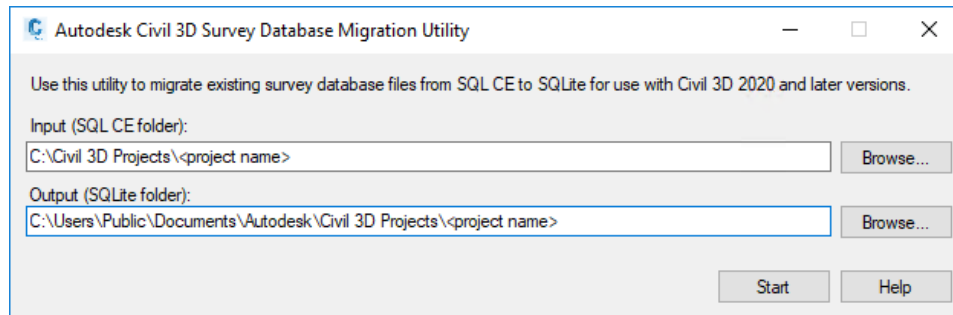 Autodesk Civil 3D Survey Database Migration Utility
Use this utility to migrate existing survey database files from SQL CE to SQLite for use with Civil 3D 2020 and later versions.
Input (SQL CE folder):
C:\Civil 3D Projects\<project name>
Browse...
Output (SQLite folder):
C:\Users\Public\Documents\Autodesk\Civil 3D Projects\<project name>
Browse...
Start
Help